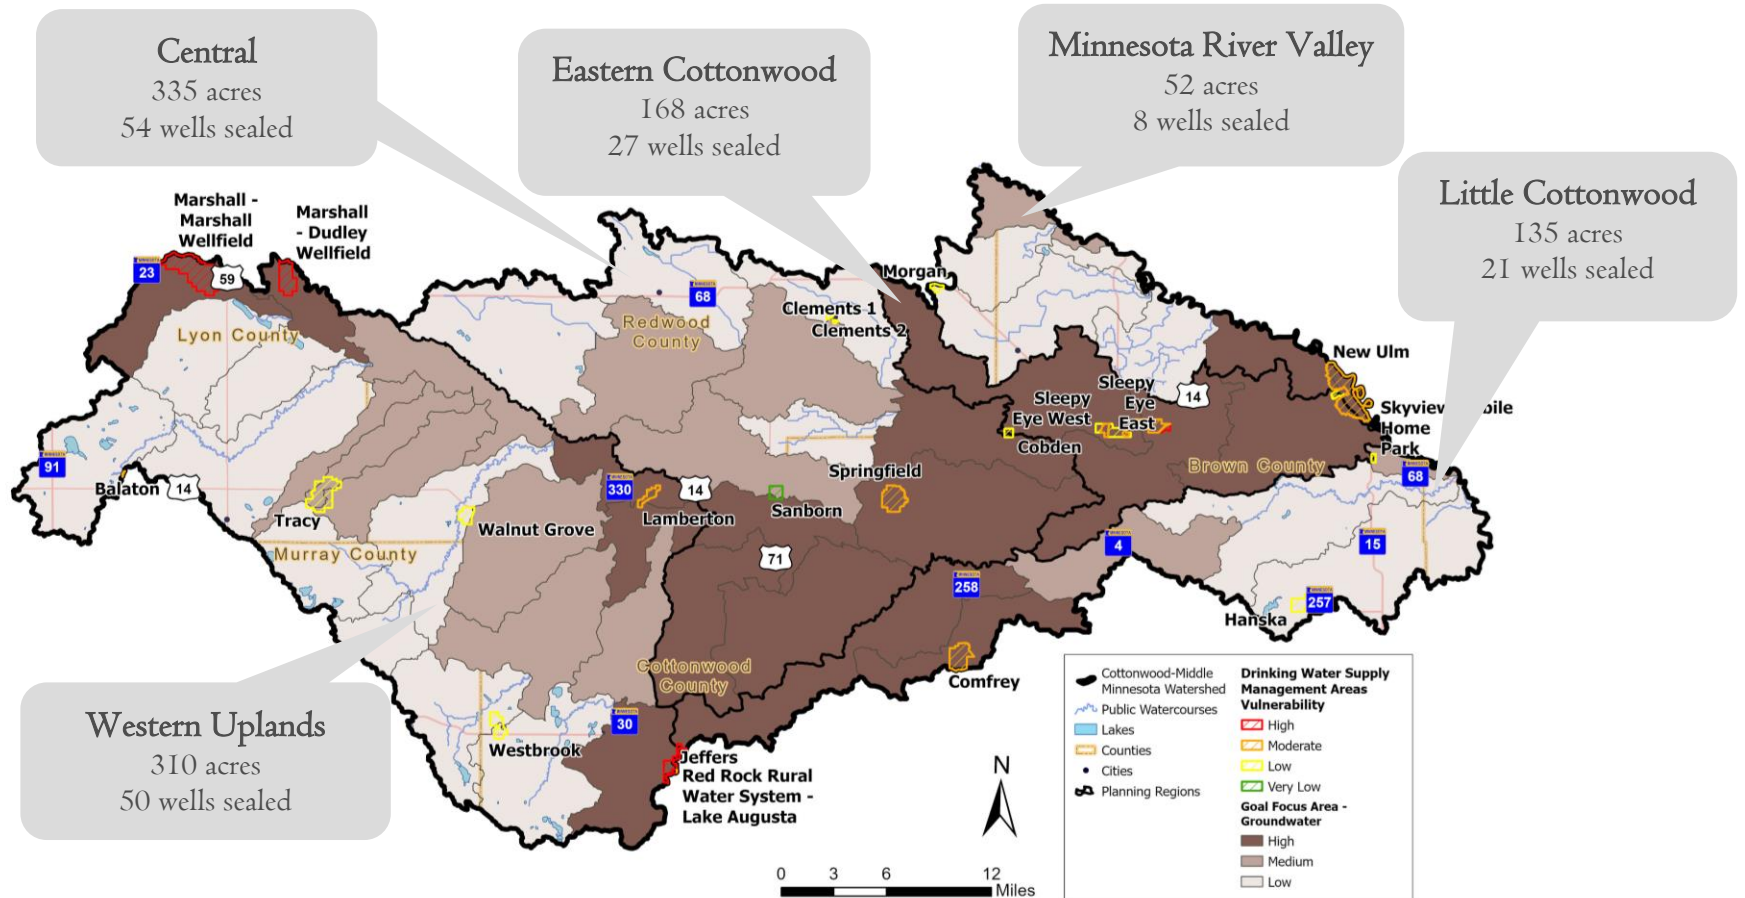 Central
335 acres
54 wells sealed
Eastern Cottonwood
168 acres
27 wells sealed
Minnesota River Valley
52 acres
8 wells sealed
Little Cottonwood
135 acres
21 wells sealed
Western Uplands
310 acres
50 wells sealed
Marshall -
Marshall
Wellfield
Marshall
- Dudley
Wellfield
23
59
Lyon County
68
Redwood
County
Clements 1
Clements 2
Morgan
New Ulm
Sleepy
Eye
East
14
Sleepy
Eye West
Cobden
Skyview
bile
Home
Park
Brown County
68
91
Balaton
14
Tracy
Murray County
Walnut Grove
330
14
Lamberton
Sanborn
Springfield
71
4
15
258
257
Hanska
Comfrey
Cottonwood
County
Westbrook
30
Jeffers
Red Rock Rural
Water System -
Lake Augusta
N
0 3 6 12
Miles
Cottonwood-Middle
Minnesota Watershed
Public Watercourses
Lakes
Counties
Cities
Planning Regions
Drinking Water Supply
Management Areas
Vulnerability
High
Moderate
Low
Very Low
Goal Focus Area -
Groundwater
High
Medium
Low